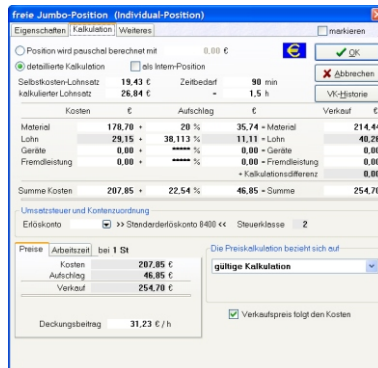 freie Jumbo-Position (Individual-Position)
Eigenschaften Kalkulation Weiteres
markieren
Position wird pauschal berechnet mit 0,00 €
€
OK
detaillierte Kalkulation als Intern-Position
Abbrechen
Selbstkosten-Lohnsatz 19,43 € Zeitbedarf 90 min
kalkulierter Lohnsatz 26,84 € = 1,5 h
VK-Historie
Kosten € Aufschlag € Verkauf €
Material 178,70 + 20 % 35,74 = Material 214,44
Lohn 29,15 + 38,113 % 11,11 = Lohn 40,26
Geräte 0,00 + ***** % 0,00 = Geräte 0,00
Fremdleistung 0,00 + ***** % 0,00 = Fremdleistung 0,00
= Kalkulationsdifferenz 0,00
Summe Kosten 207,85 + 22,54 % 46,85 = Summe 254,70
Umsatzsteuer und Kontenzuordnung
Erlöskonto >> Standarderlöskonto 8400 << Steuerklasse 2
Preise Arbeitszeit bei 1 St
Die Preiskalkulation bezieht sich auf
Kosten 207,85 €
gültige Kalkulation
Aufschlag 46,85 €
Verkauf 254,70 €
Verkaufspreis folgt den Kosten
Deckungsbeitrag 31,23 € / h